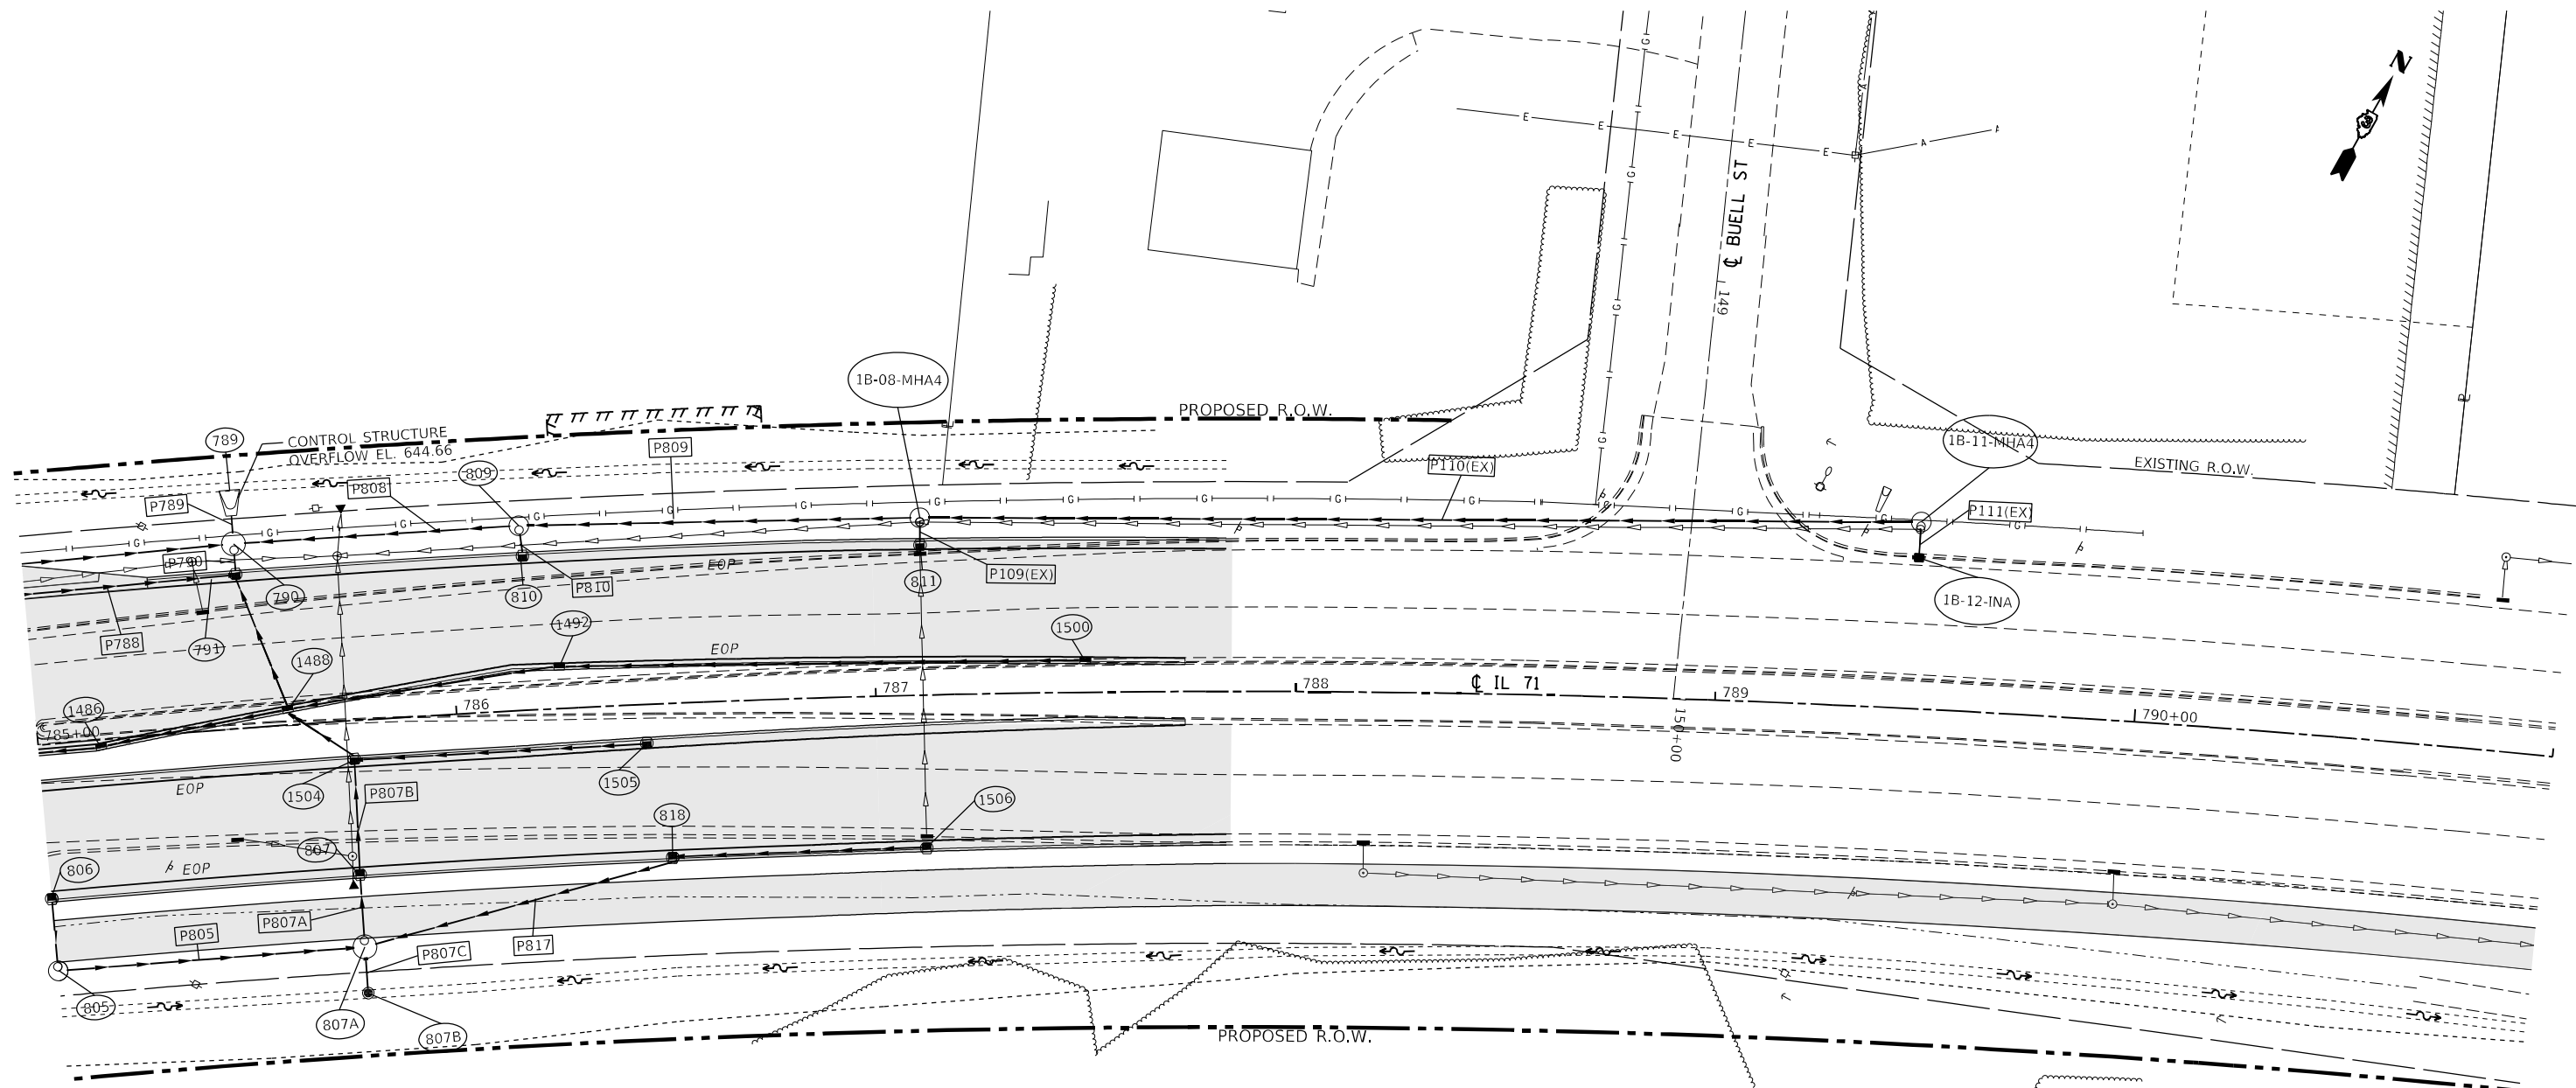 N
℄ BUELL ST
149
1B-08-MHA4
PROPOSED R.O.W.
789
CONTROL STRUCTURE
OVERFLOW EL. 644.66
809
P809
P808
P789
1B-11-MHA4
EXISTING R.O.W.
P110(EX)
P111(EX)
P790
EOP
790
810
P810
811
P109(EX)
1B-12-INA
P788
791
1488
1492
EOP
1500
1486
785+00
786
787
788
℄ IL 71
789
790+00
150+00
EOP
1504
P807B
1505
818
1506
806
EOP
807
P807A
P805
P807C
P817
805
807A
807B
PROPOSED R.O.W.
E E E E E
A
A
G G G G
G G G G G G G G G G G G G G G